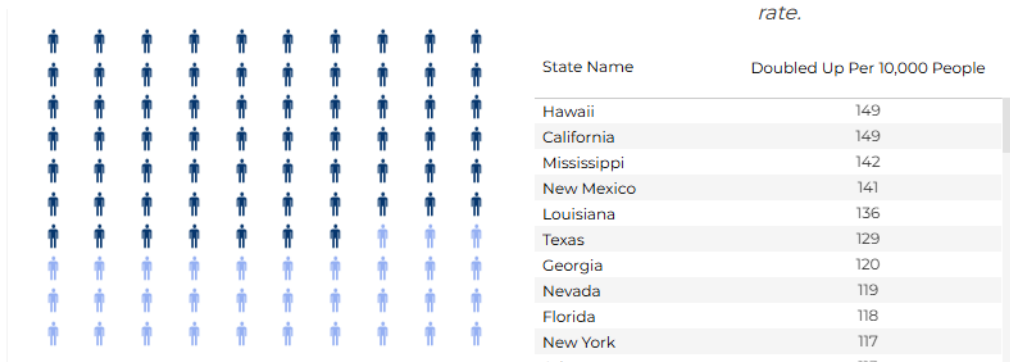 rate.
State Name Doubled Up Per 10,000 People
Hawaii 149
California 149
Mississippi 142
New Mexico 141
Louisiana 136
Texas 129
Georgia 120
Nevada 119
Florida 118
New York 117